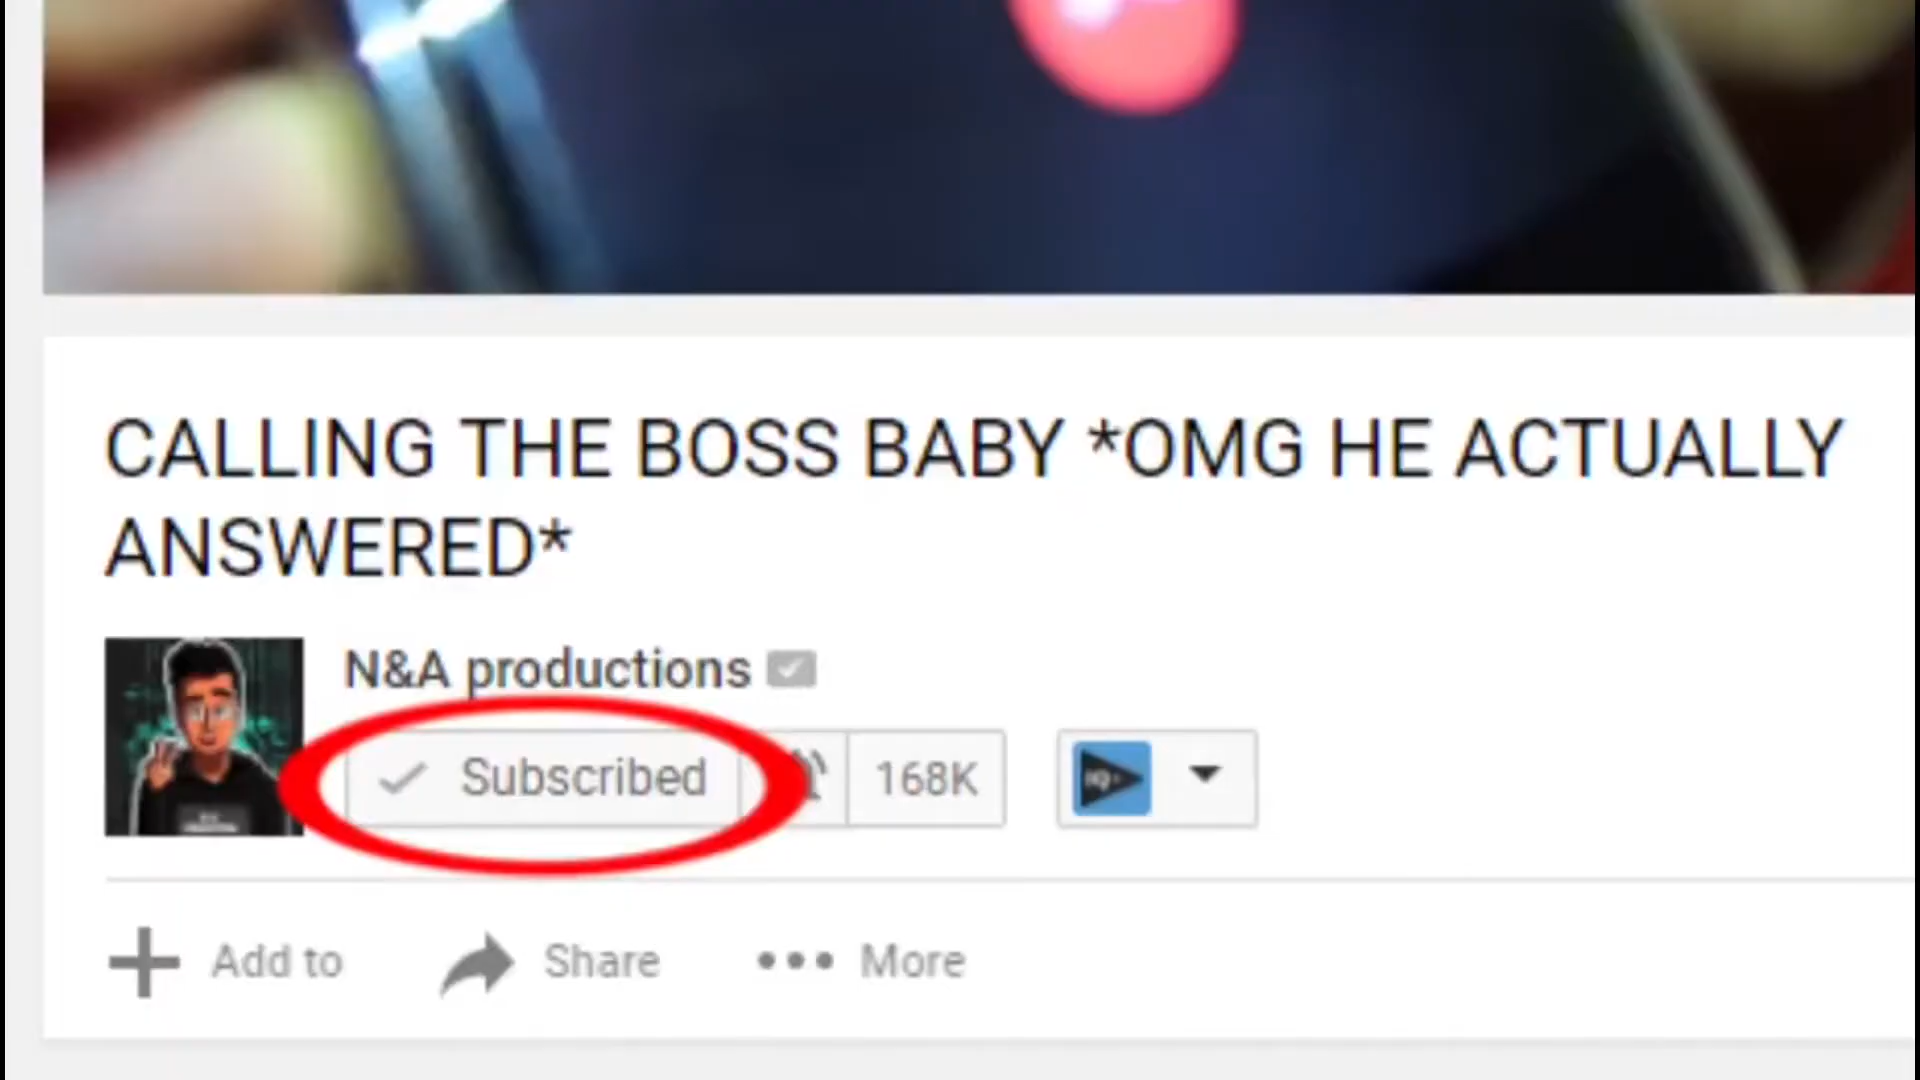 CALLING THE BOSS BABY *OMG HE ACTUALLY
ANSWERED*
N&A productions
Subscribed
168K
Add to
Share
More